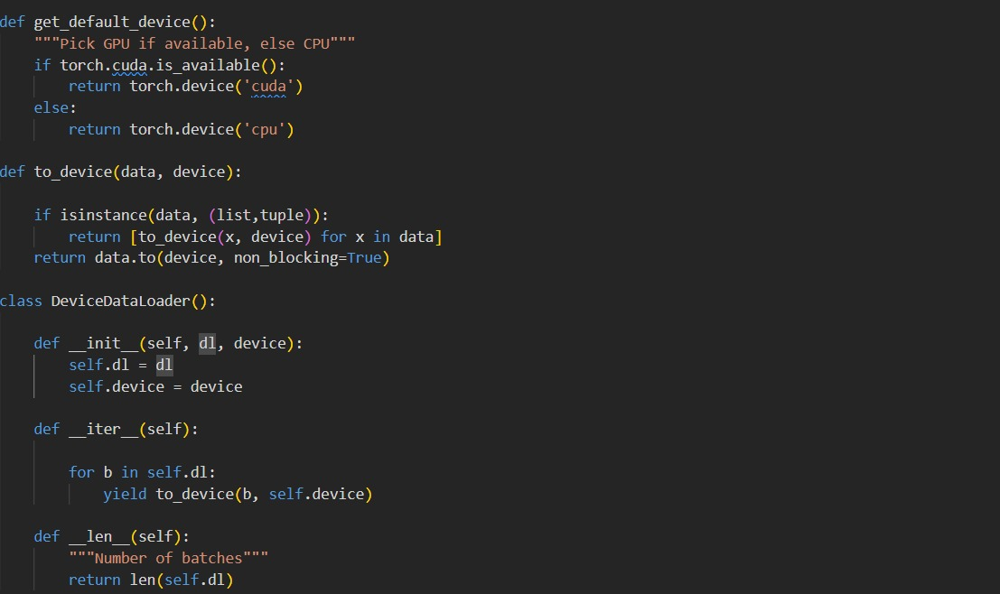 def get_default_device():
    """Pick GPU if available, else CPU"""
    if torch.cuda.is_available():
        return torch.device('cuda')
    else:
        return torch.device('cpu')
def to_device(data, device):
    if isinstance(data, (list,tuple)):
        return [to_device(x, device) for x in data]
    return data.to(device, non_blocking=True)
class DeviceDataLoader():
    def __init__(self, dl, device):
        self.dl = dl
        self.device = device
    def __iter__(self):
        for b in self.dl:
            yield to_device(b, self.device)
    def __len__(self):
        """Number of batches"""
        return len(self.dl)